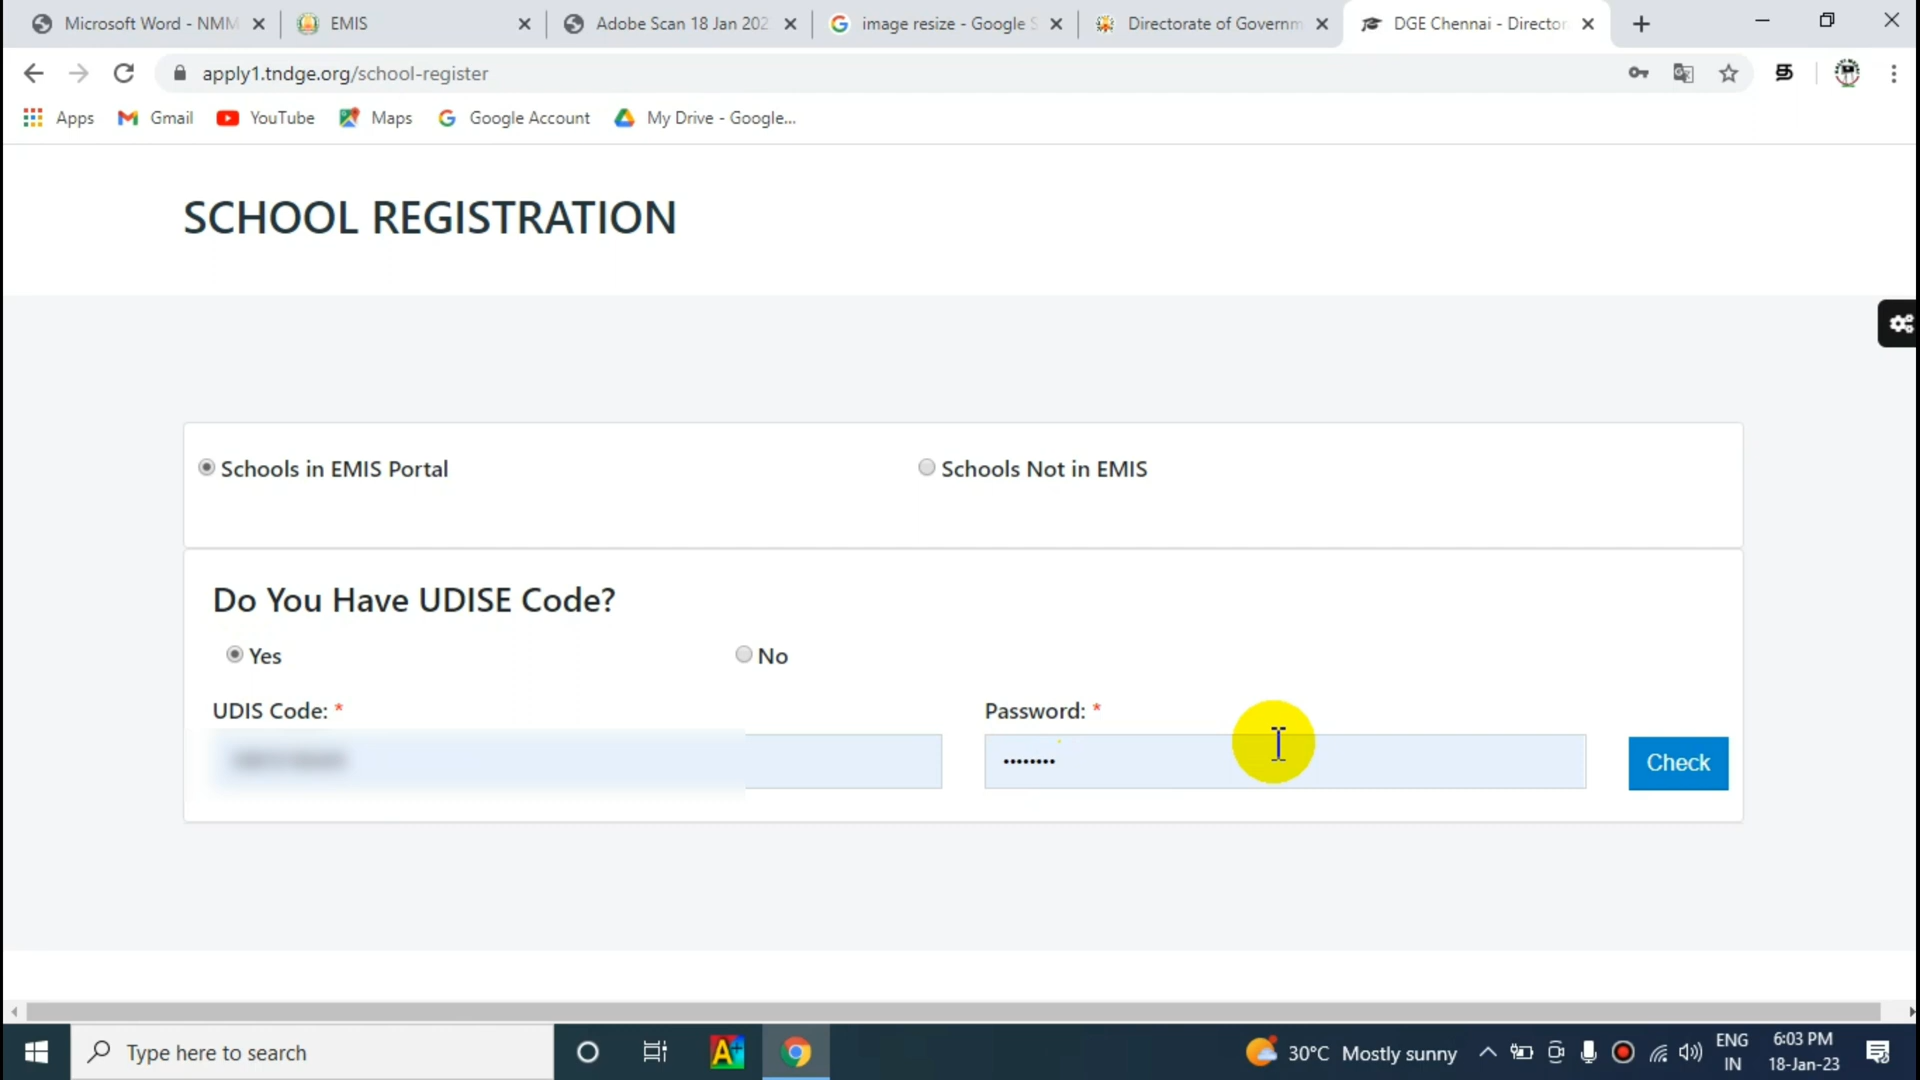 Microsoft Word - NMM
EMIS
Adobe Scan 18 Jan 202
image resize - Google S
Directorate of Governm
DGE Chennai - Director
apply1.tndge.org/school-register
Apps
Gmail
YouTube
Maps
Google Account
My Drive - Google...
SCHOOL REGISTRATION
Schools in EMIS Portal
Schools Not in EMIS
Do You Have UDISE Code?
Yes
No
UDIS Code: *
Password: *
••••••••
Check
Type here to search
30°C Mostly sunny
ENG
IN
6:03 PM
18-Jan-23